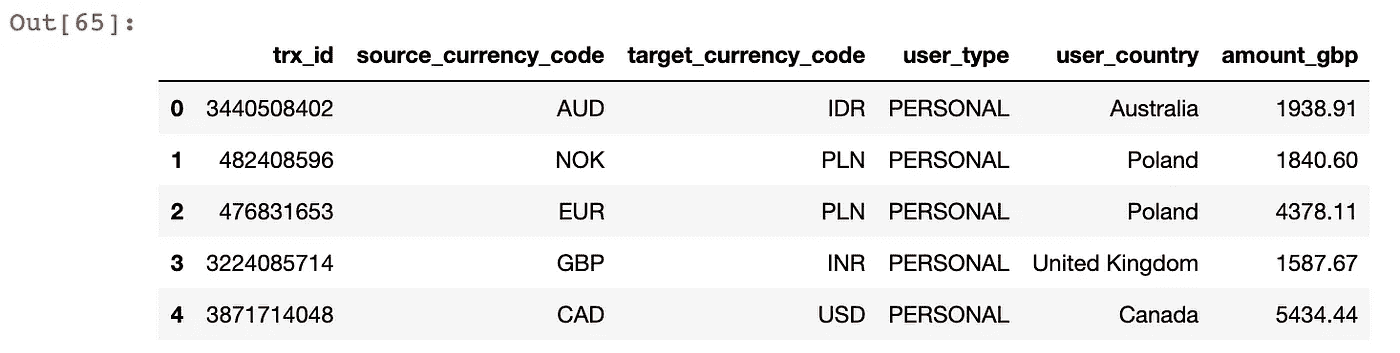 Out[65]:
trx_id source_currency_code target_currency_code user_type user_country amount_gbp
0 3440508402 AUD IDR PERSONAL Australia 1938.91
1 482408596 NOK PLN PERSONAL Poland 1840.60
2 476831653 EUR PLN PERSONAL Poland 4378.11
3 3224085714 GBP INR PERSONAL United Kingdom 1587.67
4 3871714048 CAD USD PERSONAL Canada 5434.44